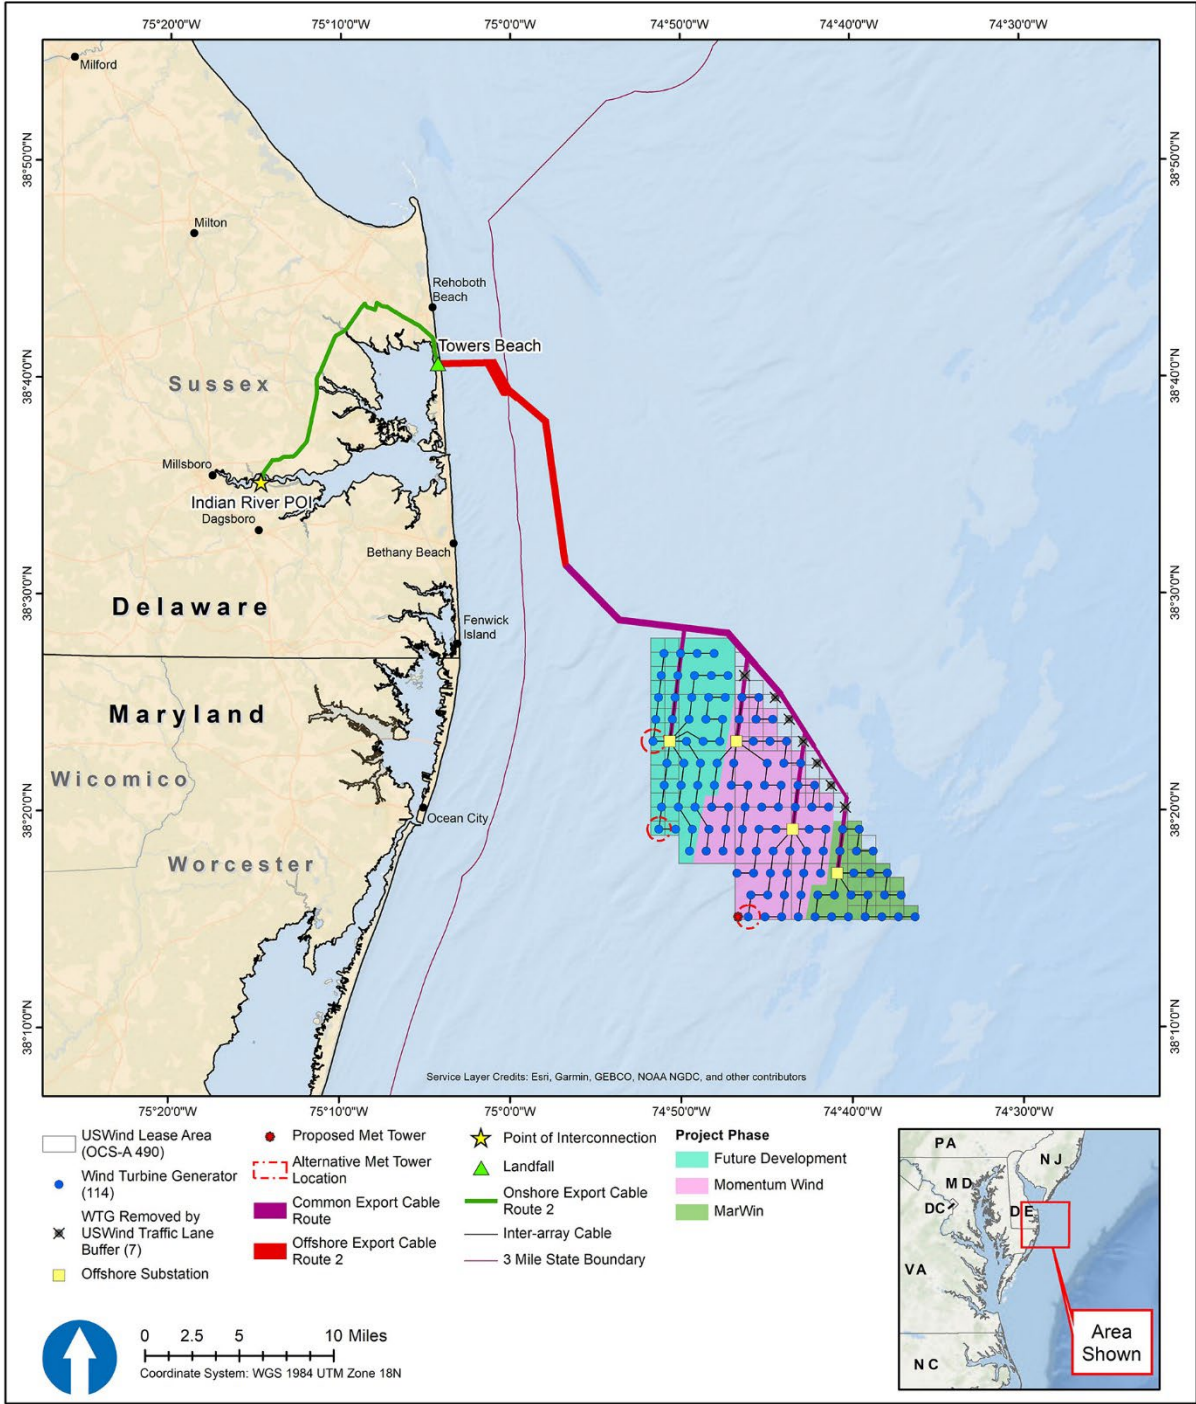 75°20'0"W
75°10'0"W
75°0'0"W
74°50'0"W
74°40'0"W
74°30'0"W
Milford
38°50'0"N
38°50'0"N
Milton
Rehoboth
Beach
Towers Beach
38°40'0"N
38°40'0"N
Sussex
Millsboro
Indian River POI
Dagsboro
Bethany Beach
38°30'0"N
38°30'0"N
Delaware
Fenwick
Island
Maryland
Wicomico
38°20'0"N
38°20'0"N
Ocean City
Worcester
38°10'0"N
38°10'0"N
Service Layer Credits: Esri, Garmin, GEBCO, NOAA NGDC, and other contributors
75°20'0"W
75°10'0"W
75°0'0"W
74°50'0"W
74°40'0"W
74°30'0"W
USWind Lease Area
(OCS-A 490)
Wind Turbine Generator
(114)
WTG Removed by
USWind Traffic Lane
Buffer (7)
Offshore Substation
Proposed Met Tower
Alternative Met Tower
Location
Common Export Cable
Route
Offshore Export Cable
Route 2
Point of Interconnection
Landfall
Onshore Export Cable
Route 2
Inter-array Cable
3 Mile State Boundary
Project Phase
Future Development
Momentum Wind
MarWin
PA
NJ
MD
DC
DE
VA
NC
Area
Shown
0 2.5 5 10 Miles
Coordinate System: WGS 1984 UTM Zone 18N